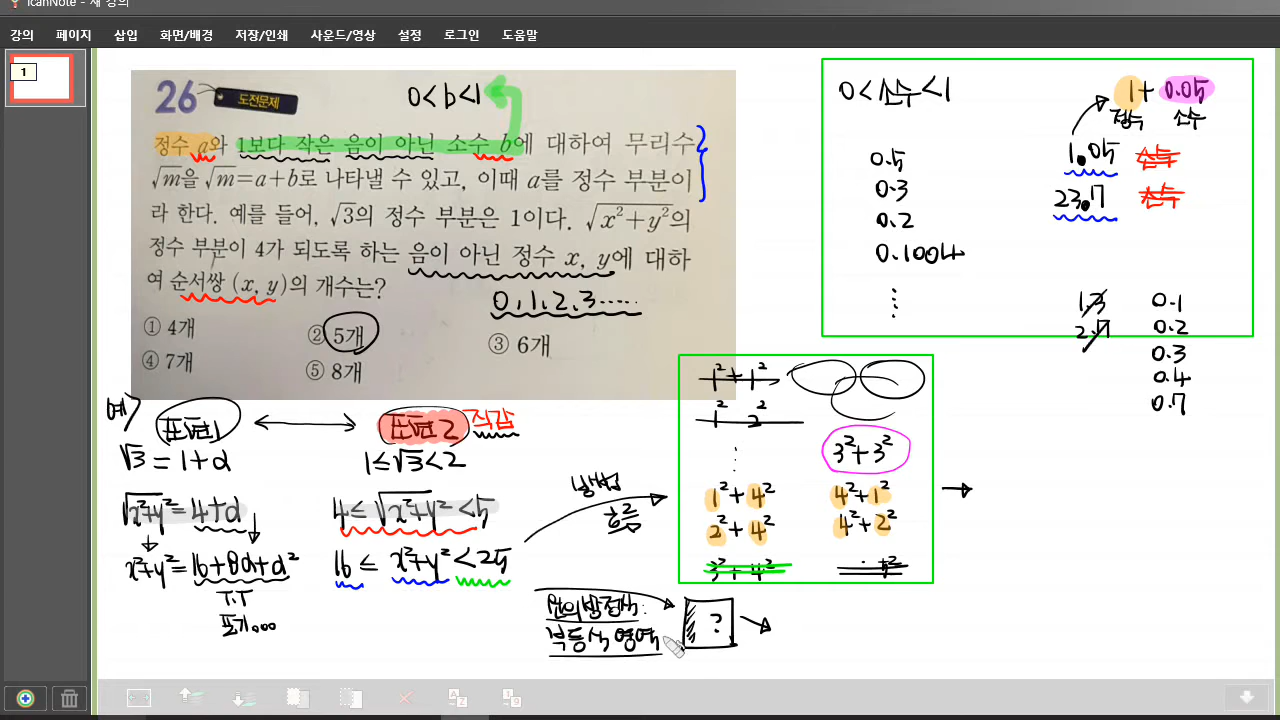 IcanNote - 새 강의
강의 페이지 삽입 화면/배경 저장/인쇄 사운드/영상 설정 로그인 도움말
1
26 도전문제
0<b<1
정수 a와 1보다 작은 음이 아닌 소수 b에 대하여 무리수
√m을 √m=a+b로 나타낼 수 있고, 이때 a를 정수 부분이
라 한다. 예를 들어, √3의 정수 부분은 1이다. √x²+y²의
정수 부분이 4가 되도록 하는 음이 아닌 정수 x, y에 대하
여 순서쌍 (x, y)의 개수는?
0, 1, 2, 3 ......
① 4개 ② 5개 ③ 6개
④ 7개 ⑤ 8개
0<소수<1
1+0.05
정수 소수
0.5
0.3
0.2
0.1004
⋮
1.05 소수
23.7 소수
1.3
2.7
0.1
0.2
0.3
0.4
0.7
예)
표현1 표현2 직감
√3=1+α 1≤√3<2
√x²+y²=4+α 4≤√x²+y²<5
x²+y²=16+8α+α² 16≤x²+y²<25
T.T
포기...
방법
1²+1²
1² 2²
⋮ 3²+3²
1²+4² 4²+1²
2²+4² 4²+2²
3²+4²
원의방정식:
부등식영역
?